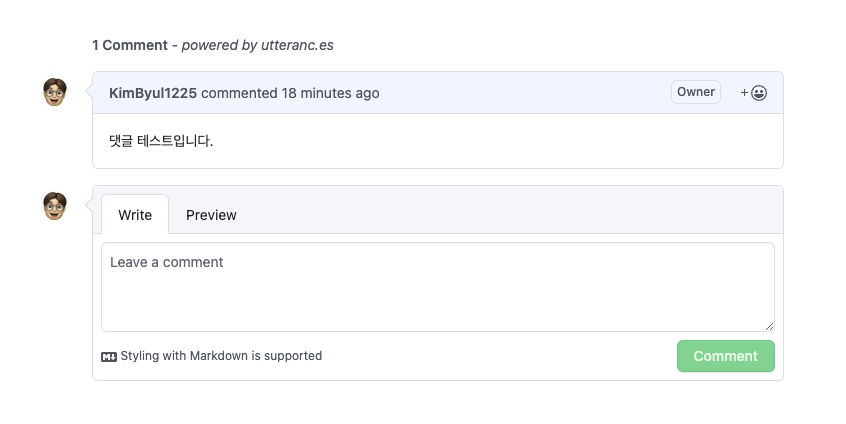 1 Comment - powered by utteranc.es
KimByul1225 commented 18 minutes ago Owner +
댓글 테스트입니다.
Write Preview
Leave a comment
M↓ Styling with Markdown is supported Comment